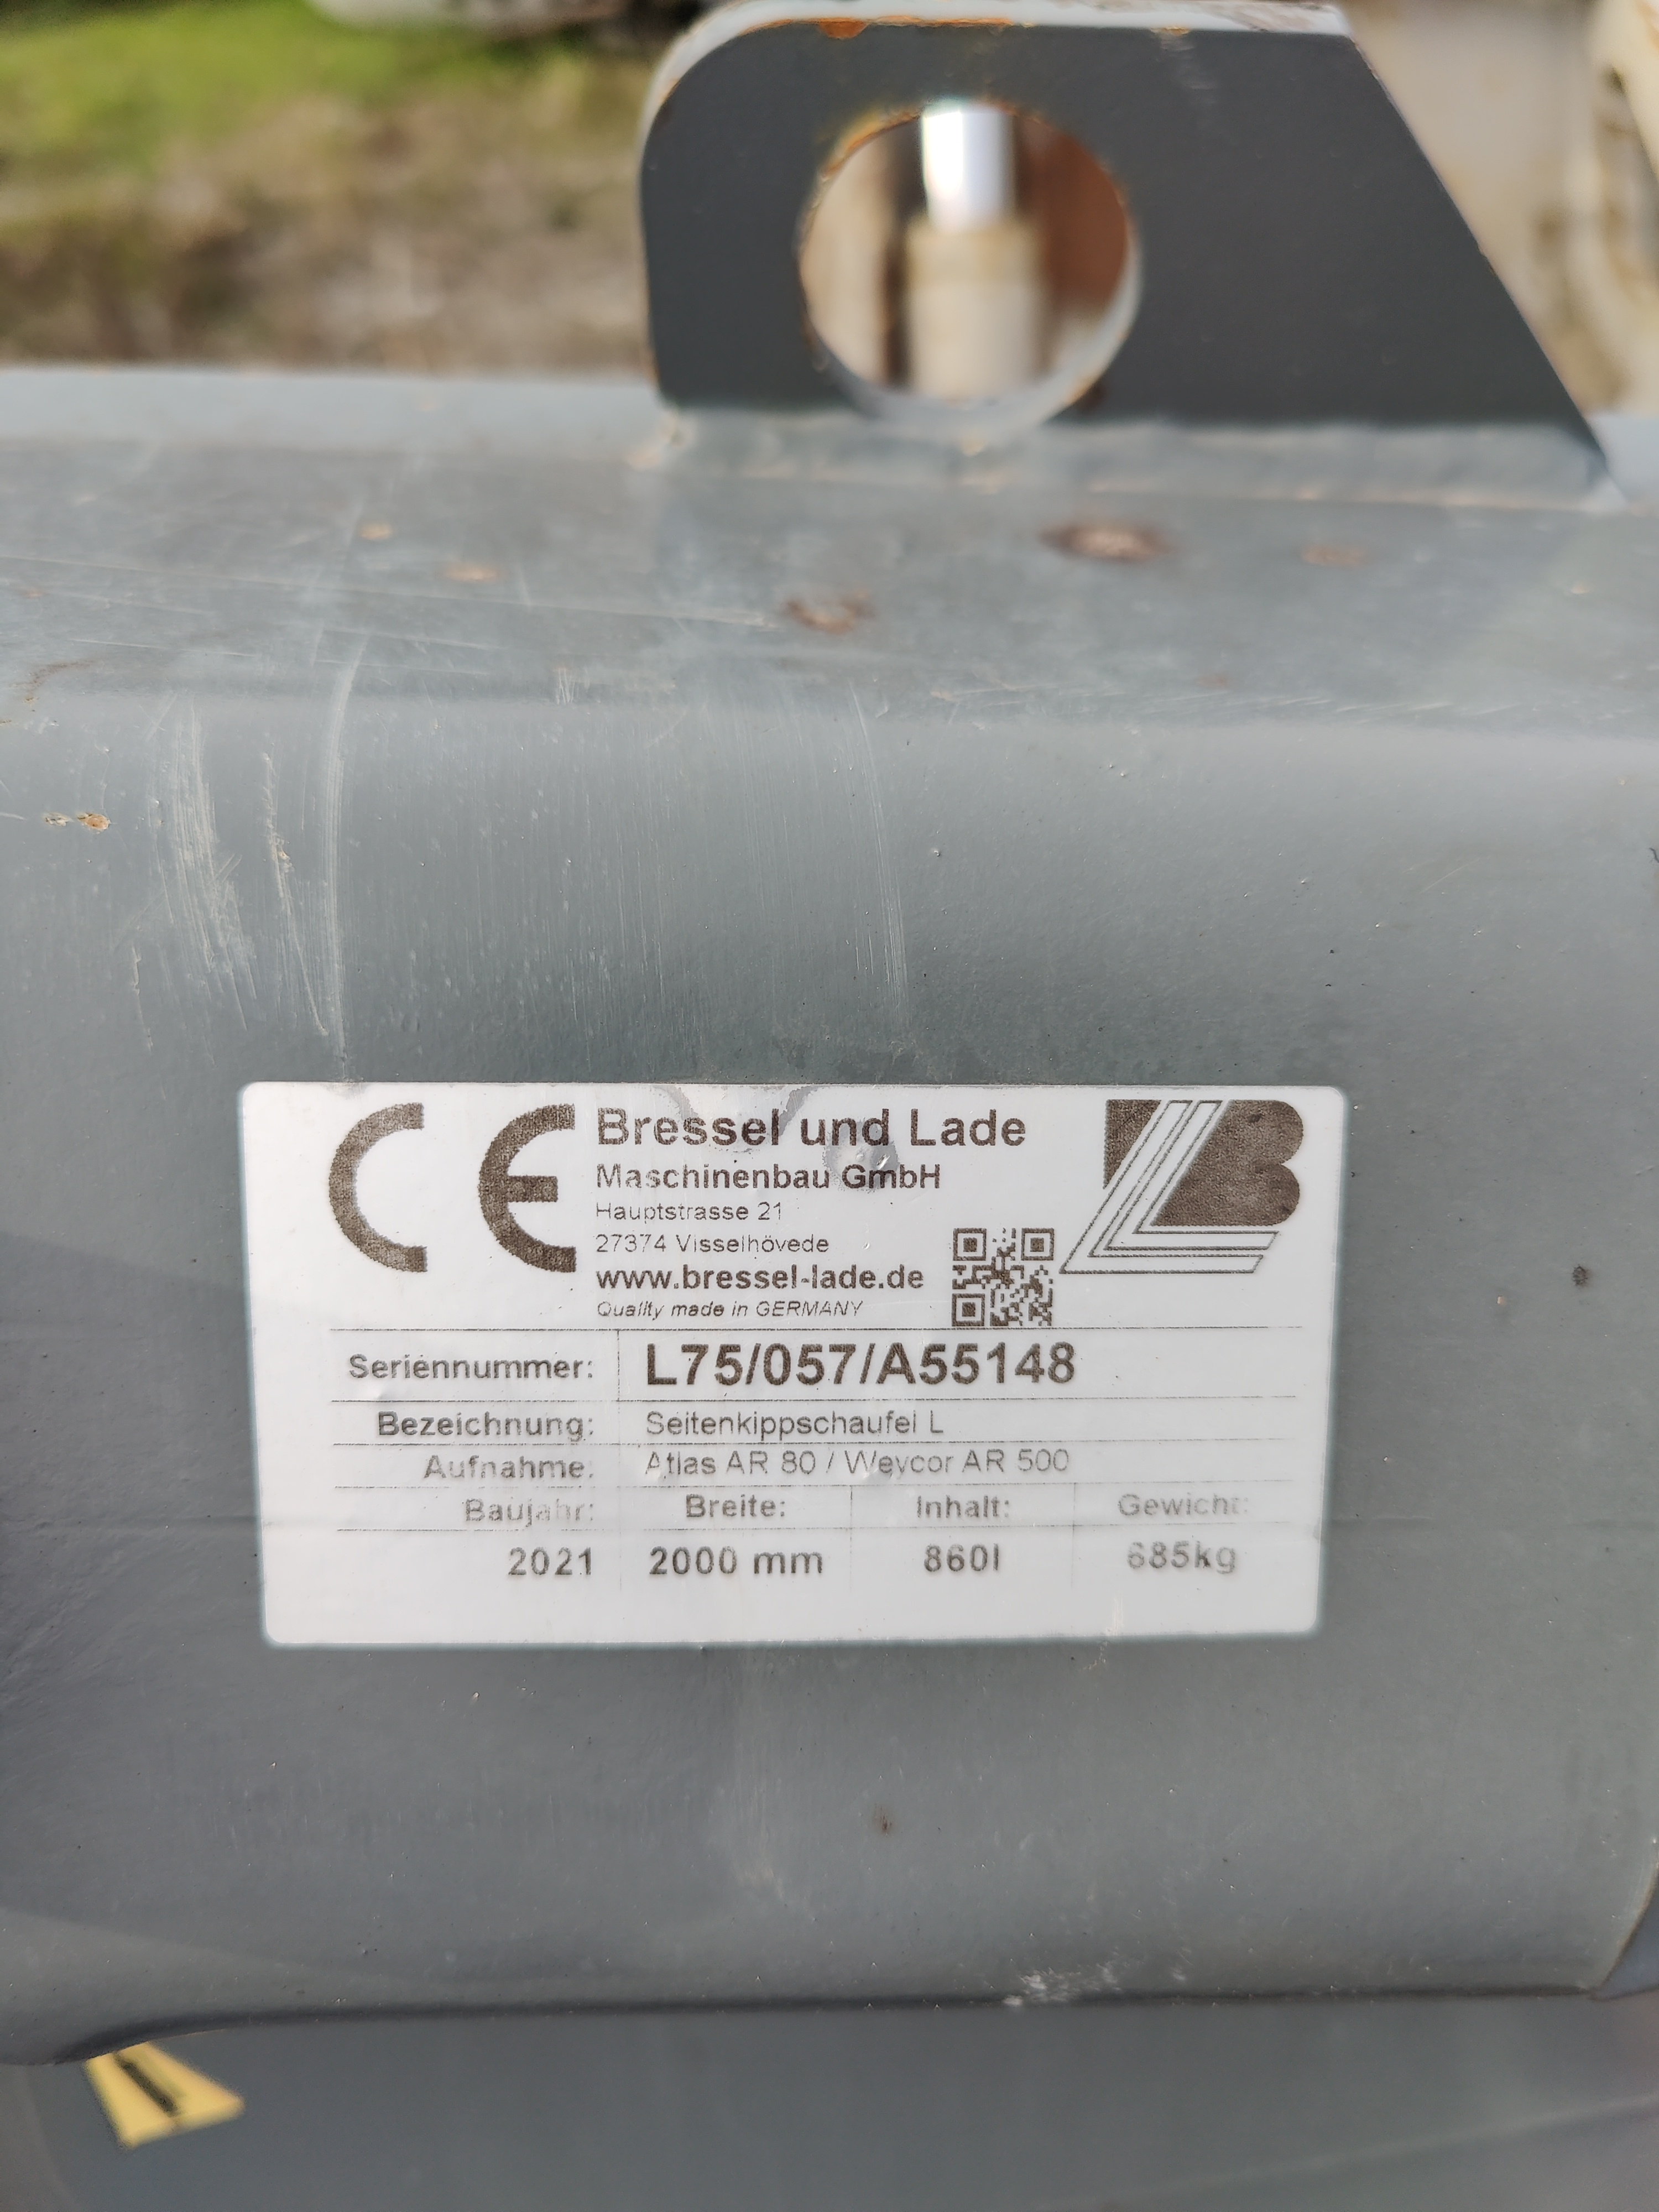 CE
Bressel und Lade
Maschinenbau GmbH
Hauptstrasse 21
27374 Visselhövede
www.bressel-lade.de
Quality made in GERMANY
LB
Seriennummer: L75/057/A55148
Bezeichnung: Seitenkippschaufel L
Aufnahme: Atlas AR 80 / Weycor AR 500
Baujahr: Breite: Inhalt: Gewicht:
2021 2000 mm 860l 685kg